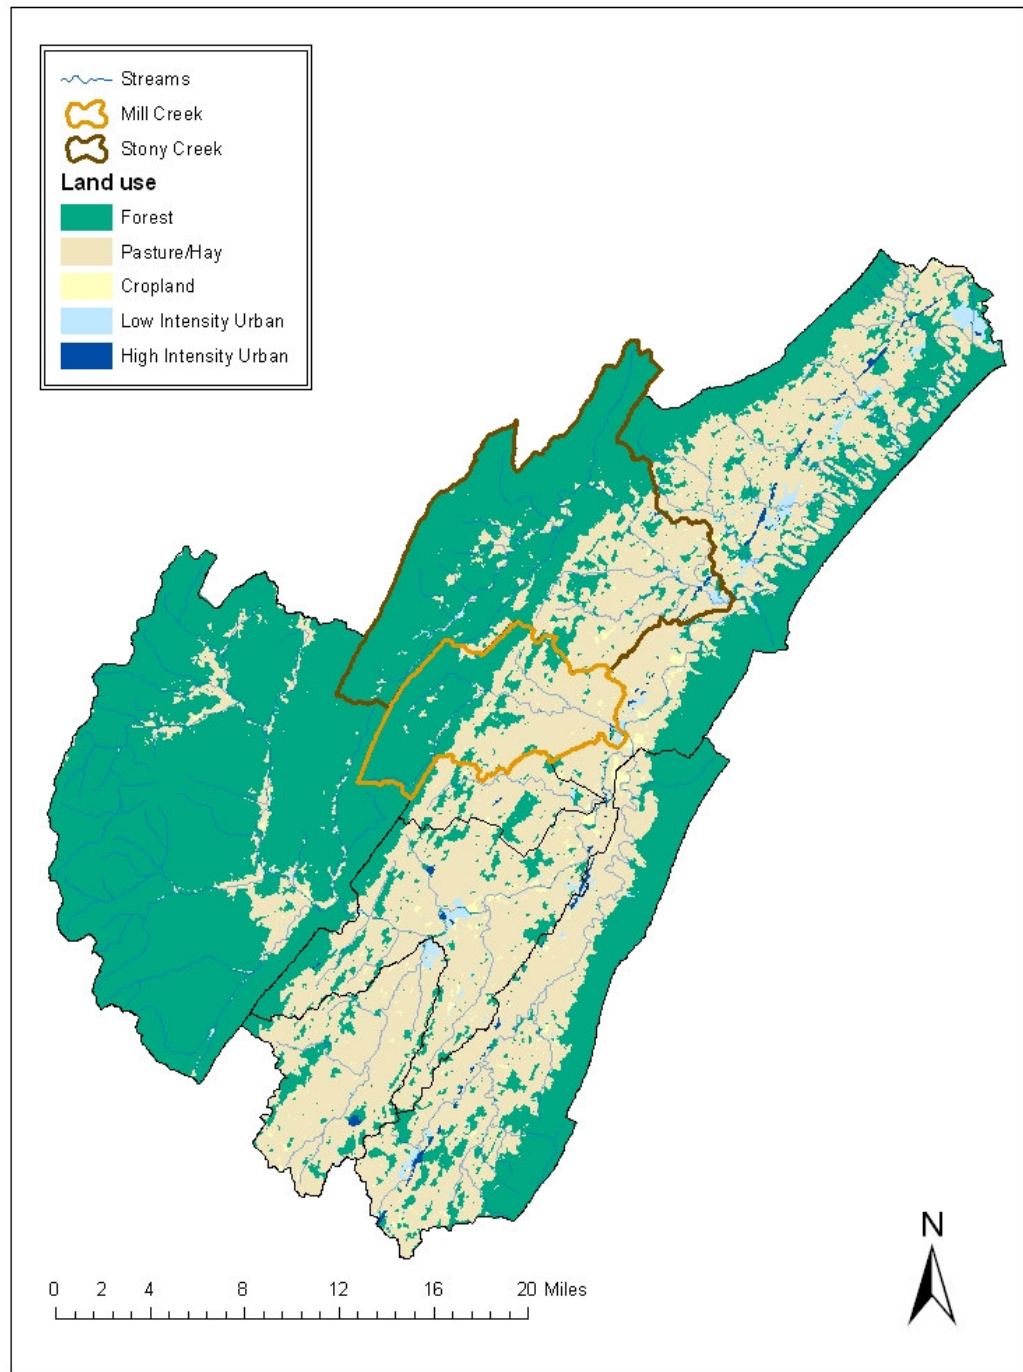 Streams
Mill Creek
Stony Creek
Land use
Forest
Pasture/Hay
Cropland
Low Intensity Urban
High Intensity Urban
N
0 2 4 8 12 16 20 Miles